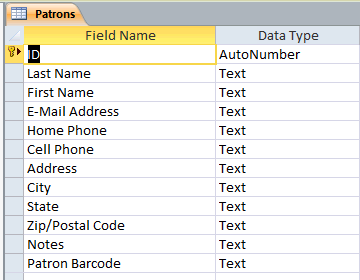 Patrons
Field Name Data Type
ID AutoNumber
Last Name Text
First Name Text
E-Mail Address Text
Home Phone Text
Cell Phone Text
Address Text
City Text
State Text
Zip/Postal Code Text
Notes Text
Patron Barcode Text